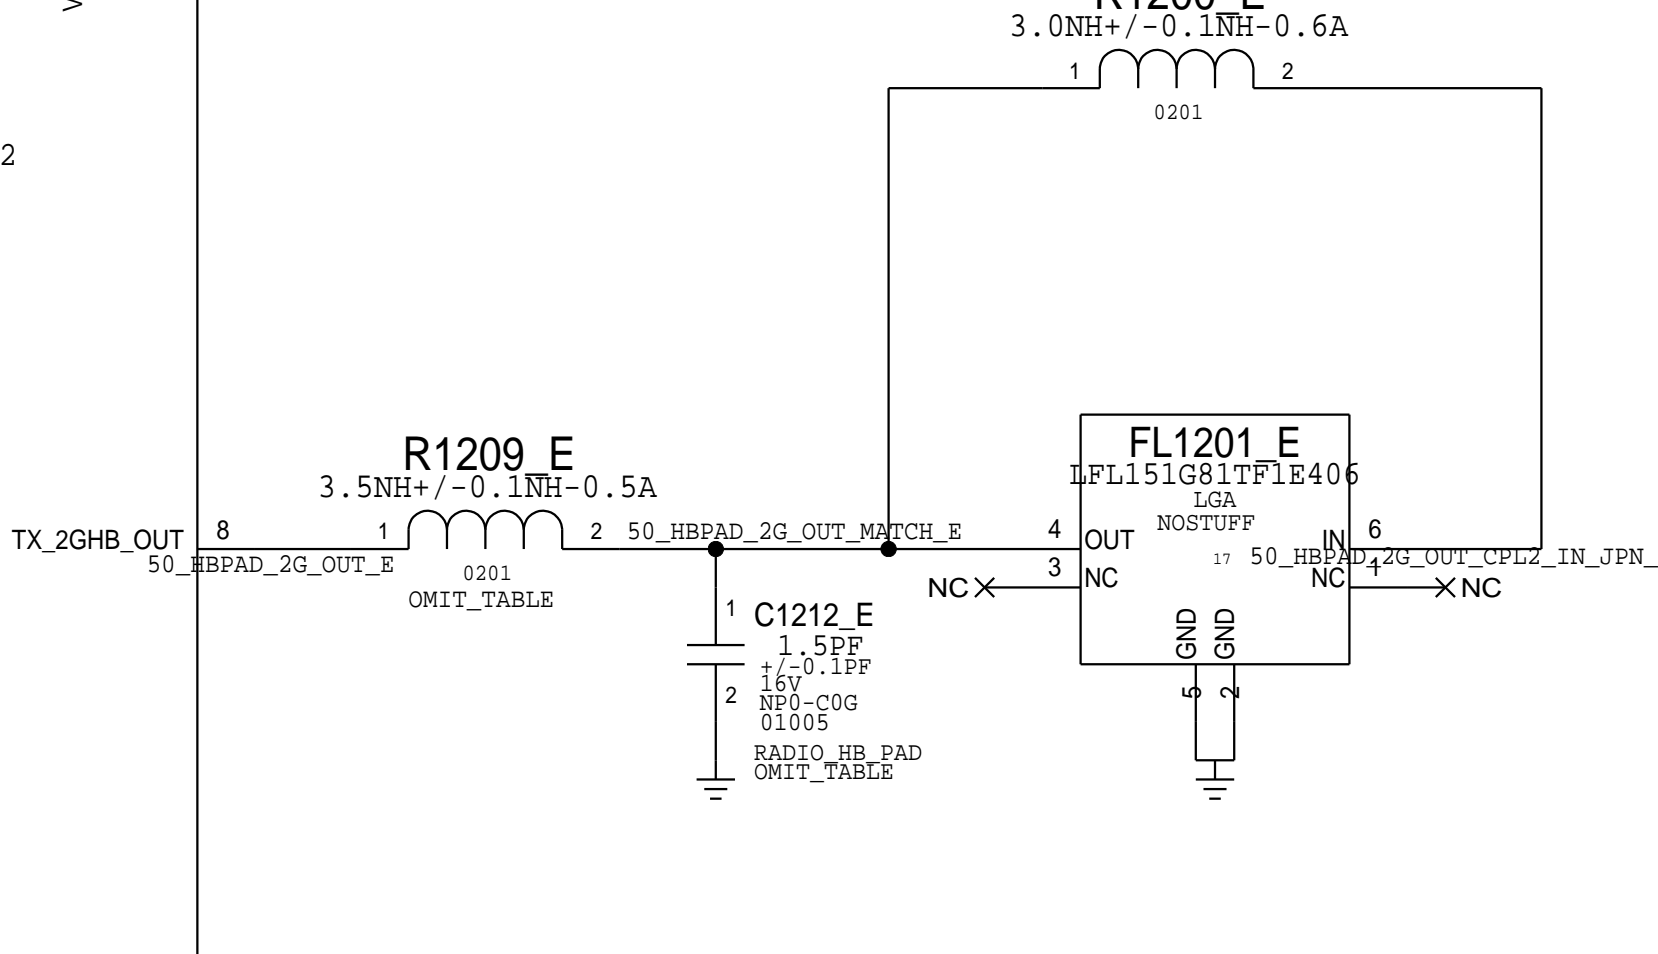 3.0NH+/-0.1NH-0.6A
1
2
0201
2
R1209_E
3.5NH+/-0.1NH-0.5A
TX_2GHB_OUT
8
50_HBPAD_2G_OUT_E
1
2
0201
OMIT_TABLE
50_HBPAD_2G_OUT_MATCH_E
1
2
C1212_E
1.5PF
+/-0.1PF
16V
NP0-C0G
01005
RADIO_HB_PAD
OMIT_TABLE
FL1201_E
LFL151G81TF1E406
LGA
NOSTUFF
4
OUT
IN
6
17
50_HBPAD_2G_OUT_CPL2_IN_JPN_
NC
3
NC
NC
1
NC
GND
GND
5
2